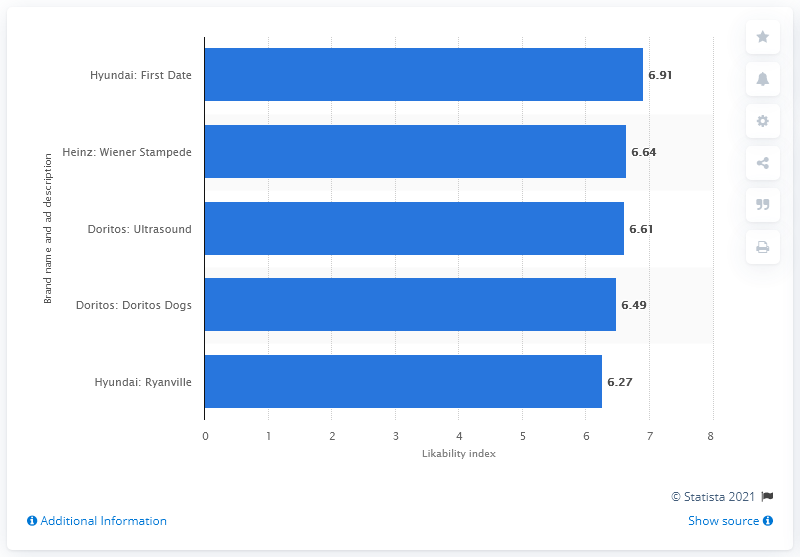 Brand name and ad description
Hyundai: First Date
6.91
Heinz: Wiener Stampede
6.64
Doritos: Ultrasound
6.61
Doritos: Doritos Dogs
6.49
Hyundai: Ryanville
6.27
0 1 2 3 4 5 6 7 8
Likability index
© Statista 2021
Additional Information
Show source